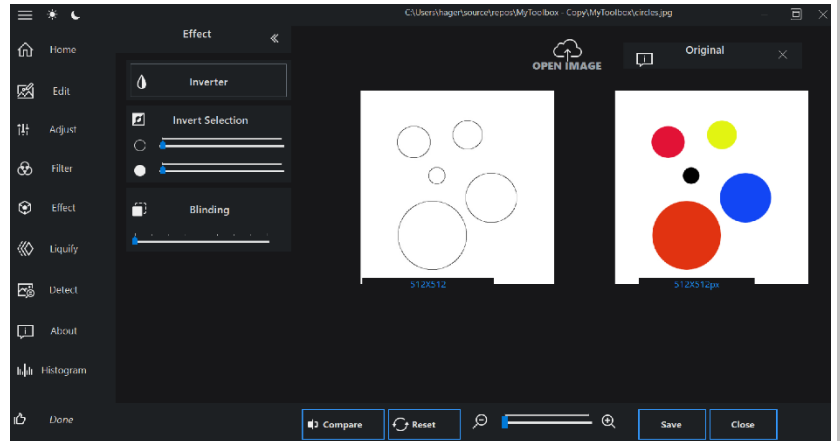 C:\Users\hager\source\repos\MyToolbox - Copy\MyToolbox\circles.jpg
Home
Edit
Adjust
Filter
Effect
Liquify
Detect
About
Histogram
Done
Effect
Inverter
Invert Selection
Blinding
OPEN IMAGE
Original
512X512
512X512px
Compare
Reset
Save
Close